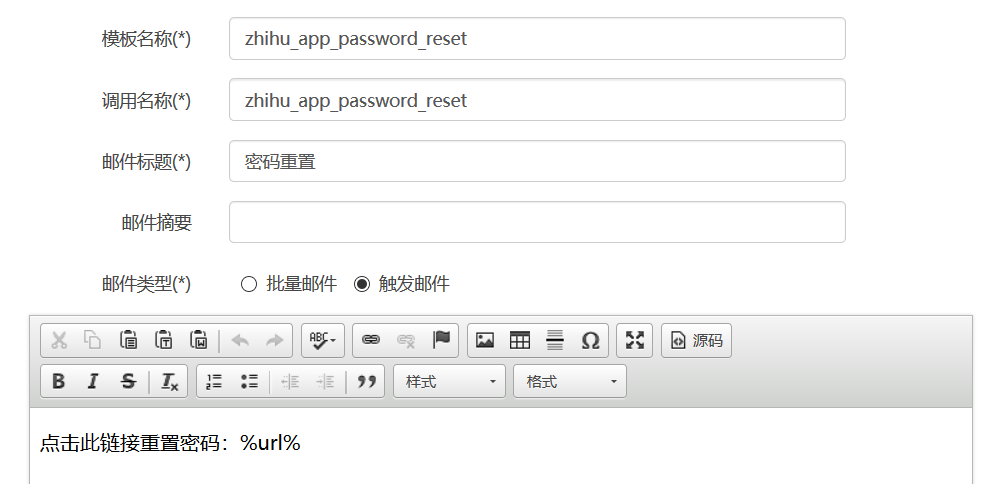 模板名称(*) zhihu_app_password_reset
调用名称(*) zhihu_app_password_reset
邮件标题(*) 密码重置
邮件摘要
邮件类型(*) 批量邮件 触发邮件
ABC 源码
B I S Tx 样式 格式
点击此链接重置密码：%url%